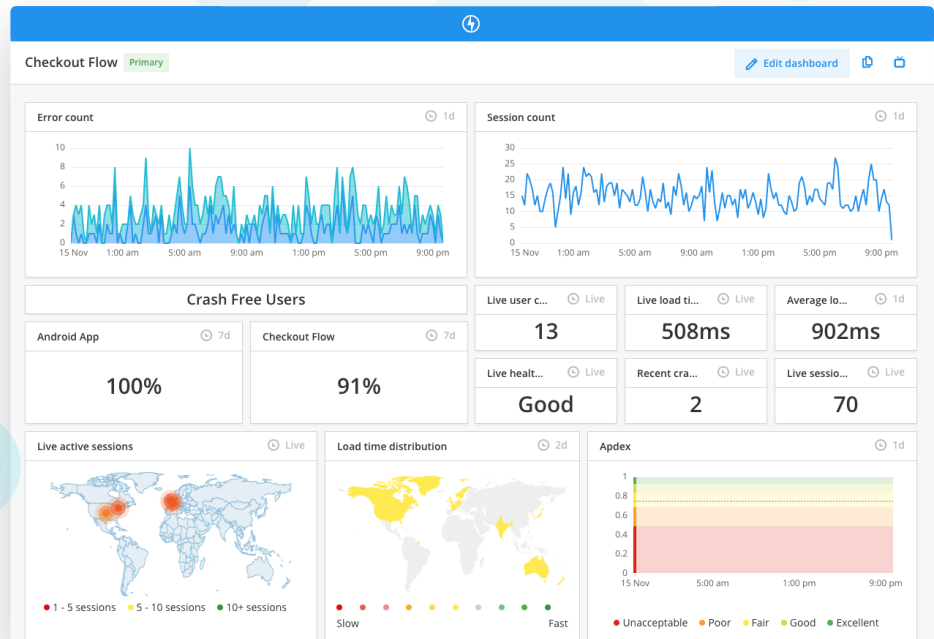 Checkout Flow Primary
Edit dashboard
Error count 1d
10
8
6
4
2
0
15 Nov 1:00 am 5:00 am 9:00 am 1:00 pm 5:00 pm 9:00 pm
Session count 1d
30
25
20
15
10
5
0
15 Nov 1:00 am 5:00 am 9:00 am 1:00 pm 5:00 pm 9:00 pm
Crash Free Users
Android App 7d
100%
Checkout Flow 7d
91%
Live user c... Live
13
Live load ti... Live
508ms
Average lo... 1d
902ms
Live healt... Live
Good
Recent cra... Live
2
Live sessio... Live
70
Live active sessions Live
1 - 5 sessions 5 - 10 sessions 10+ sessions
Load time distribution 2d
Slow Fast
Apdex 1d
1
0.8
0.6
0.4
0.2
0
15 Nov 5:00 am 1:00 pm 9:00 pm
Unacceptable Poor Fair Good Excellent